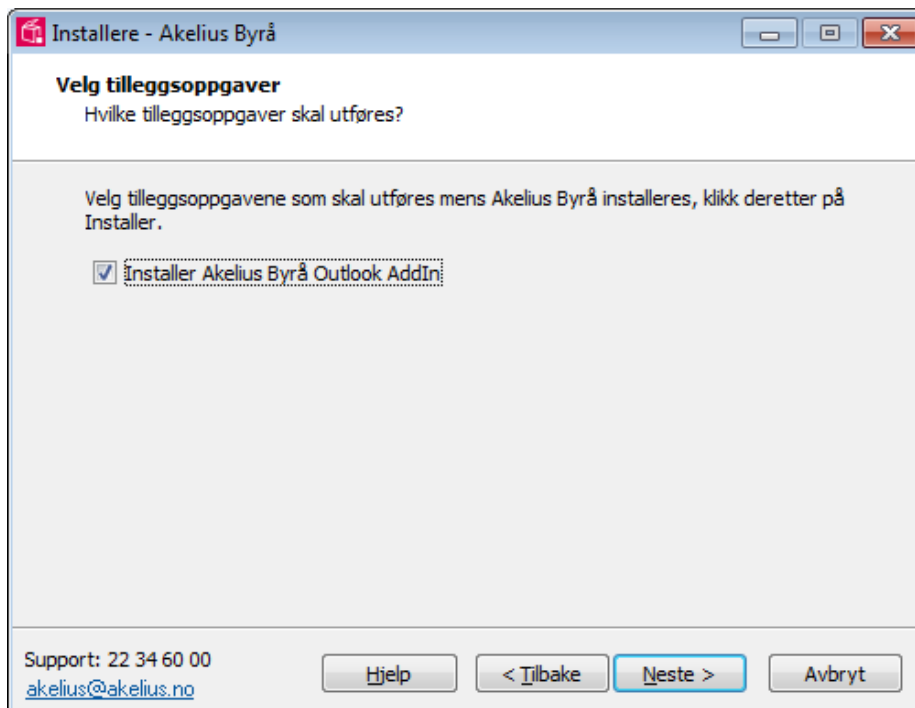 Installere - Akelius Byrå
Velg tilleggsoppgaver
Hvilke tilleggsoppgaver skal utføres?
Velg tilleggsoppgavene som skal utføres mens Akelius Byrå installeres, klikk deretter på
Installer.
Installer Akelius Byrå Outlook AddIn
Support: 22 34 60 00
akelius@akelius.no
Hjelp
< Tilbake
Neste >
Avbryt